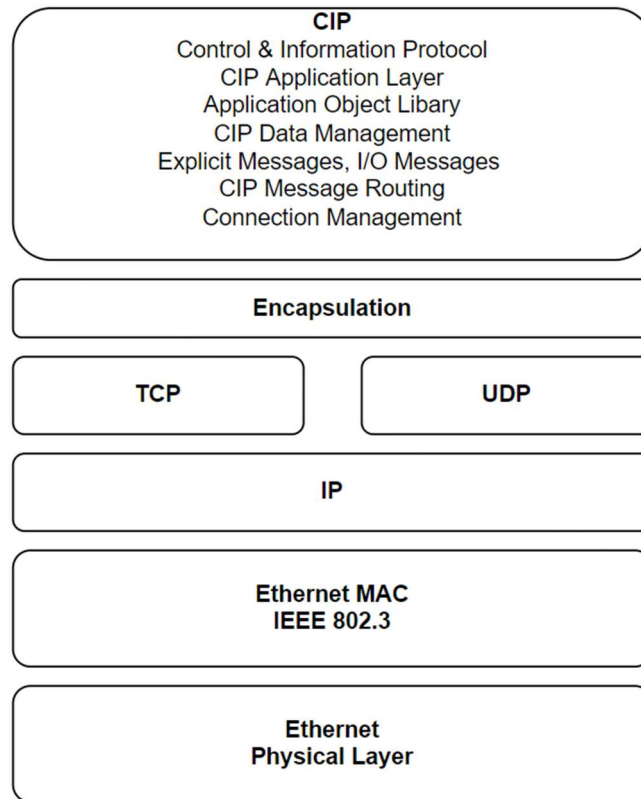 CIP
Control & Information Protocol
CIP Application Layer
Application Object Libary
CIP Data Management
Explicit Messages, I/O Messages
CIP Message Routing
Connection Management
Encapsulation
TCP
UDP
IP
Ethernet MAC
IEEE 802.3
Ethernet
Physical Layer